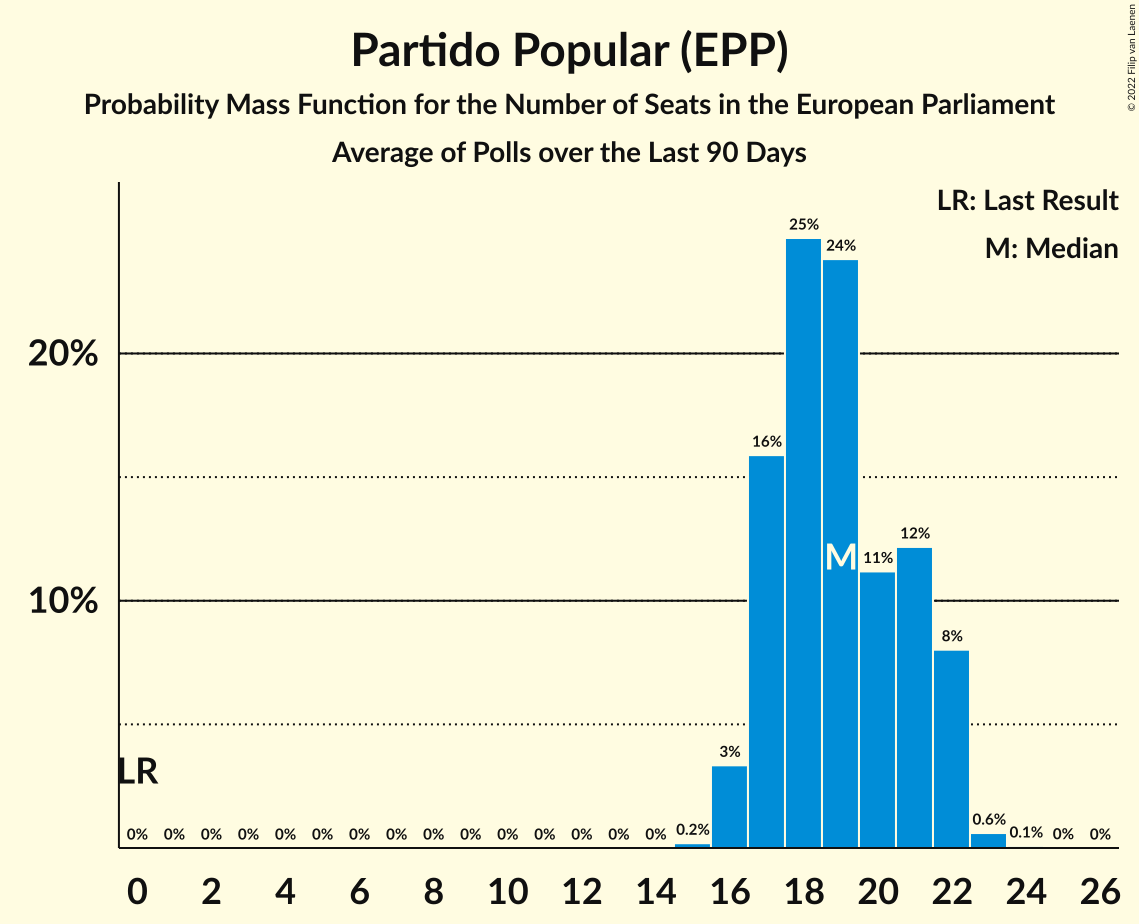 Partido Popular (EPP)
Probability Mass Function for the Number of Seats in the European Parliament
Average of Polls over the Last 90 Days
© 2022 Filip van Laenen
LR: Last Result
M: Median
25%
24%
20%
16%
12%
M
11%
10%
8%
3%
LR
0% 0% 0% 0% 0% 0% 0% 0% 0% 0% 0% 0% 0% 0% 0% 0.2% 0.6% 0.1% 0% 0%
0 2 4 6 8 10 12 14 16 18 20 22 24 26